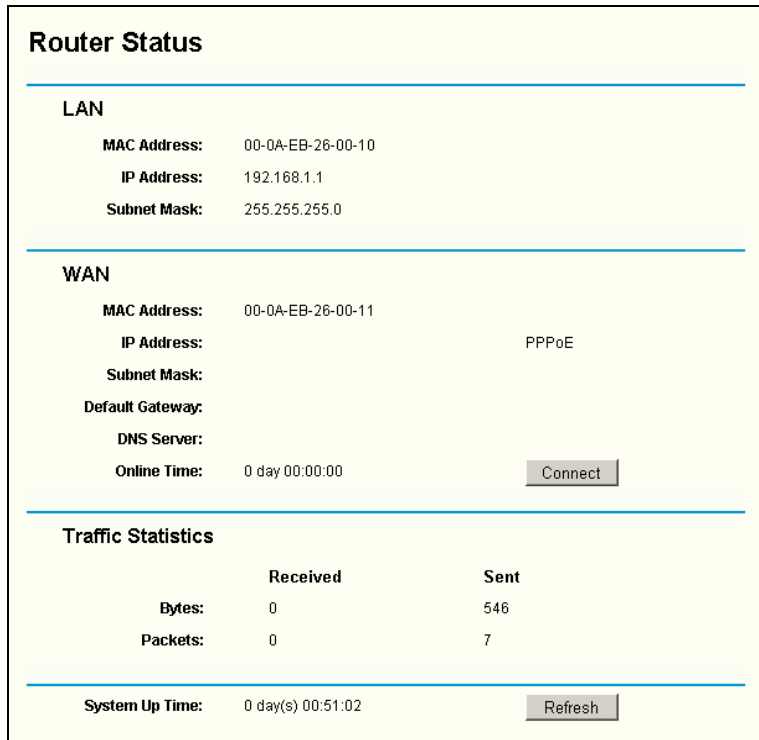 Router Status
LAN
MAC Address: 00-0A-EB-26-00-10
IP Address: 192.168.1.1
Subnet Mask: 255.255.255.0
WAN
MAC Address: 00-0A-EB-26-00-11
IP Address: PPPoE
Subnet Mask:
Default Gateway:
DNS Server:
Online Time: 0 day 00:00:00 Connect
Traffic Statistics
Received Sent
Bytes: 0 546
Packets: 0 7
System Up Time: 0 day(s) 00:51:02 Refresh